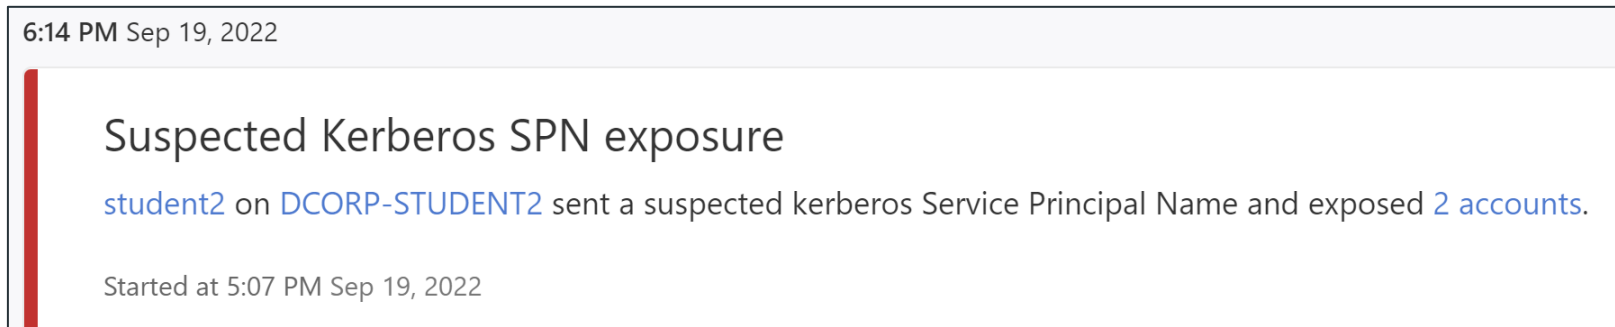 6:14 PM Sep 19, 2022
Suspected Kerberos SPN exposure
student2 on DCORP-STUDENT2 sent a suspected kerberos Service Principal Name and exposed 2 accounts.
Started at 5:07 PM Sep 19, 2022